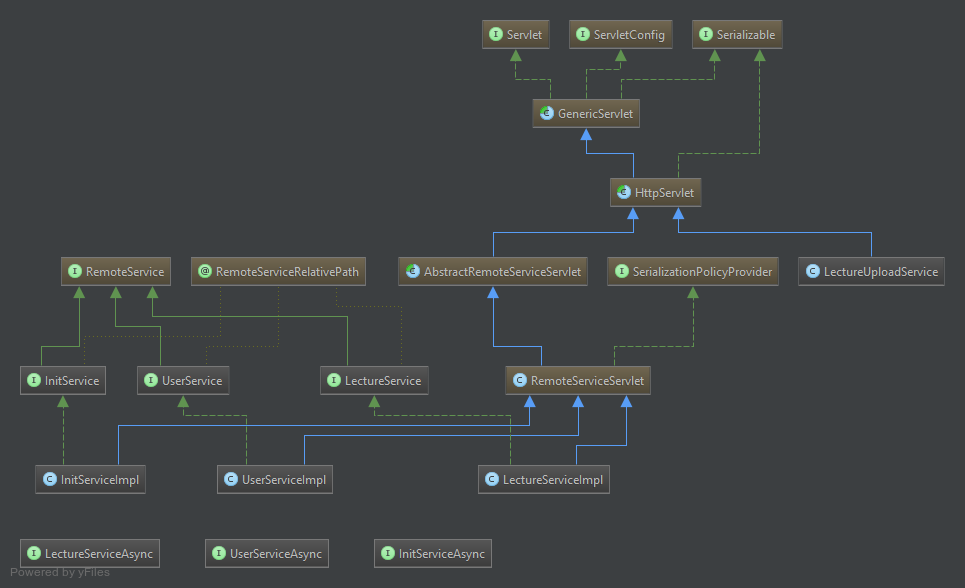 I Servlet
I ServletConfig
I Serializable
C GenericServlet
C HttpServlet
I RemoteService
@ RemoteServiceRelativePath
C AbstractRemoteServiceServlet
I SerializationPolicyProvider
C LectureUploadService
I InitService
I UserService
I LectureService
C RemoteServiceServlet
C InitServiceImpl
C UserServiceImpl
C LectureServiceImpl
I LectureServiceAsync
I UserServiceAsync
I InitServiceAsync
Powered by yFiles